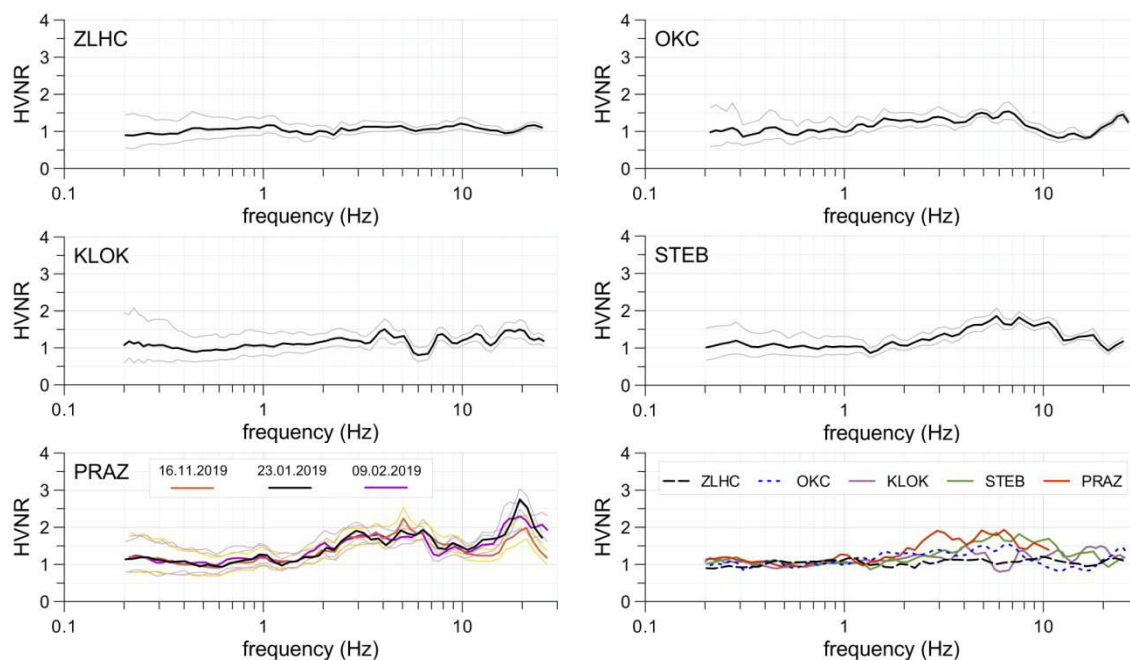 ZLHC
HVNR
4
3
2
1
0
0.1 1 10
frequency (Hz)
OKC
HVNR
4
3
2
1
0
0.1 1 10
frequency (Hz)
KLOK
HVNR
4
3
2
1
0
0.1 1 10
frequency (Hz)
STEB
HVNR
4
3
2
1
0
0.1 1 10
frequency (Hz)
PRAZ
16.11.2019 23.01.2019 09.02.2019
HVNR
4
3
2
1
0
0.1 1 10
frequency (Hz)
ZLHC OKC KLOK STEB PRAZ
HVNR
4
3
2
1
0
0.1 1 10
frequency (Hz)